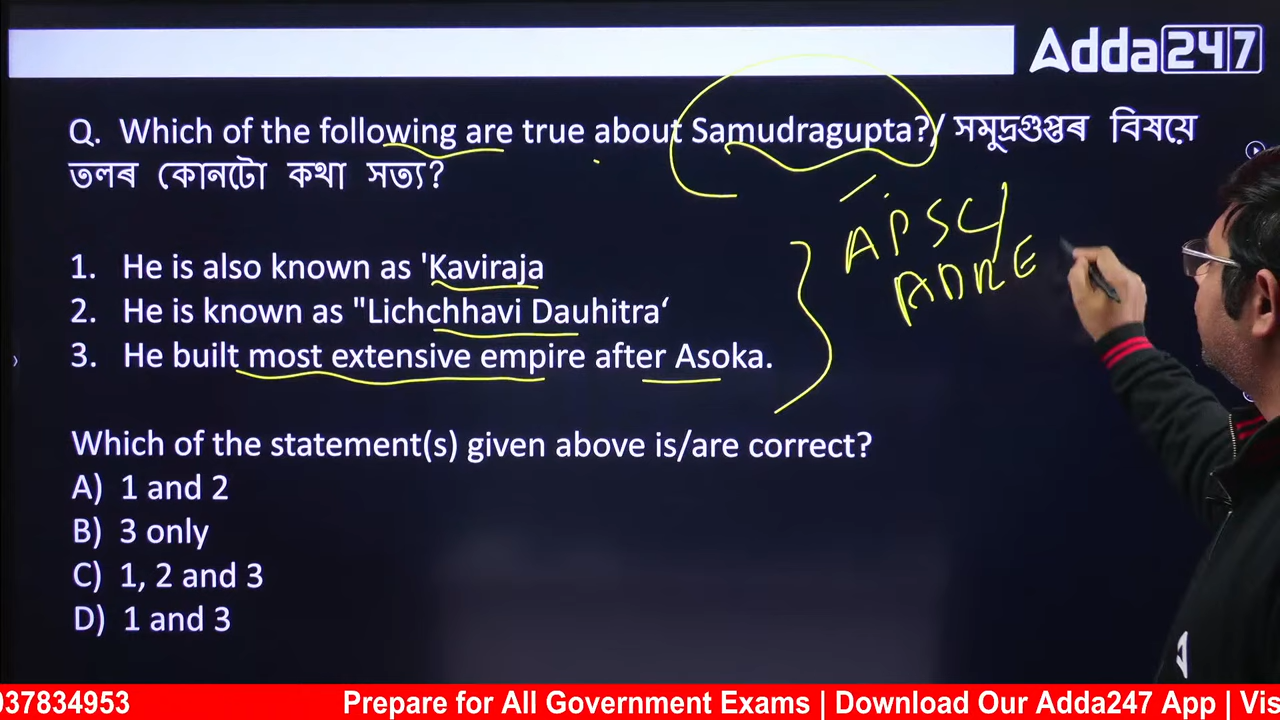 Adda247
Q. Which of the following are true about Samudragupta?/ সমুদ্ৰগুপ্তৰ বিষয়ে
তলৰ কোনটো কথা সত্য?
APSC/
ADRE
1. He is also known as 'Kaviraja
2. He is known as "Lichchhavi Dauhitra‘
3. He built most extensive empire after Asoka.
Which of the statement(s) given above is/are correct?
A) 1 and 2
B) 3 only
C) 1, 2 and 3
D) 1 and 3
037834953 Prepare for All Government Exams | Download Our Adda247 App | Vis